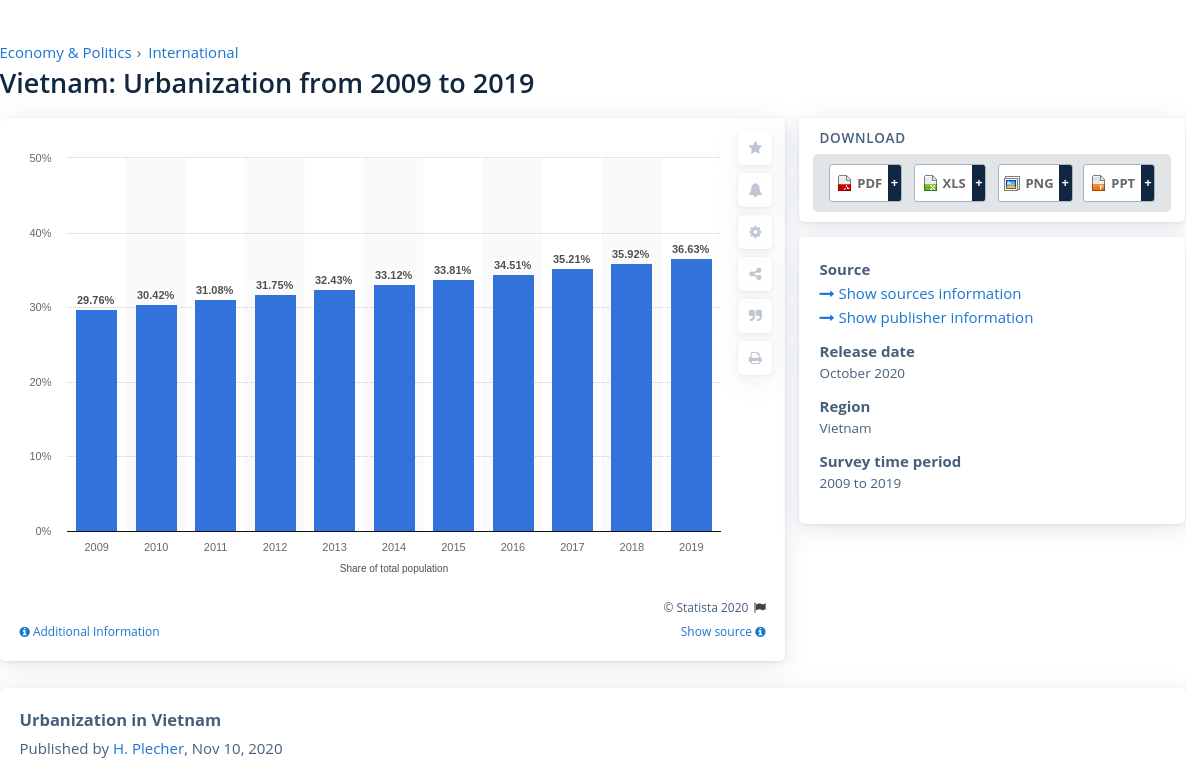 Economy & Politics › International
Vietnam: Urbanization from 2009 to 2019
50%
40%
30%
20%
10%
0%
29.76%
30.42%
31.08%
31.75%
32.43%
33.12%
33.81%
34.51%
35.21%
35.92%
36.63%
2009 2010 2011 2012 2013 2014 2015 2016 2017 2018 2019
Share of total population
© Statista 2020
Additional Information
Show source
DOWNLOAD
PDF + XLS + PNG + PPT +
Source
Show sources information
Show publisher information
Release date
October 2020
Region
Vietnam
Survey time period
2009 to 2019
Urbanization in Vietnam
Published by H. Plecher, Nov 10, 2020